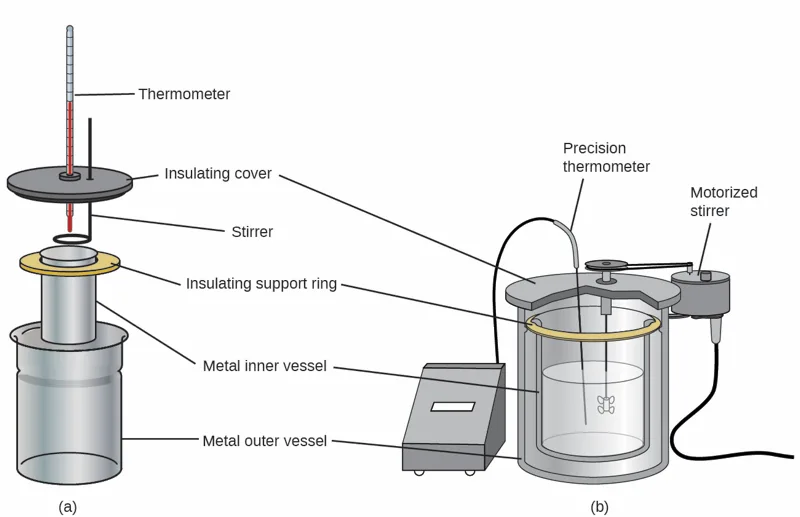 Thermometer
Insulating cover
Stirrer
Insulating support ring
Metal inner vessel
Metal outer vessel
Precision
thermometer
Motorized
stirrer
(a)
(b)